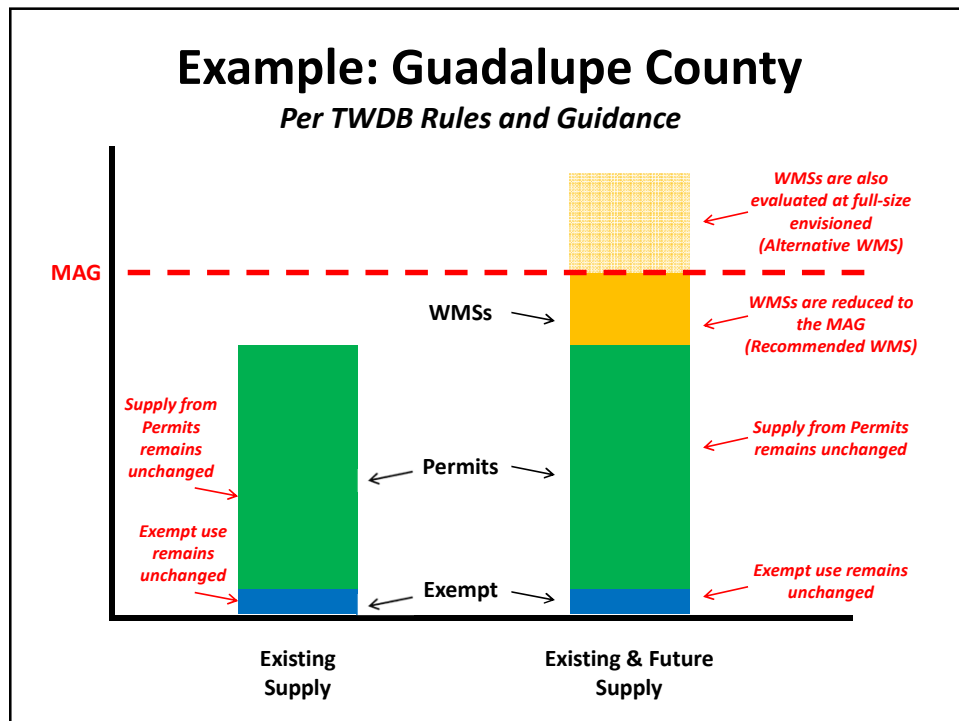 Example: Guadalupe County
Per TWDB Rules and Guidance
WMSs are also
evaluated at full-size
envisioned
(Alternative WMS)
MAG
WMSs
WMSs are reduced to
the MAG
(Recommended WMS)
Supply from
Permits
remains
unchanged
Permits
Supply from Permits
remains unchanged
Exempt use
remains
unchanged
Exempt
Exempt use remains
unchanged
Existing
Supply
Existing & Future
Supply